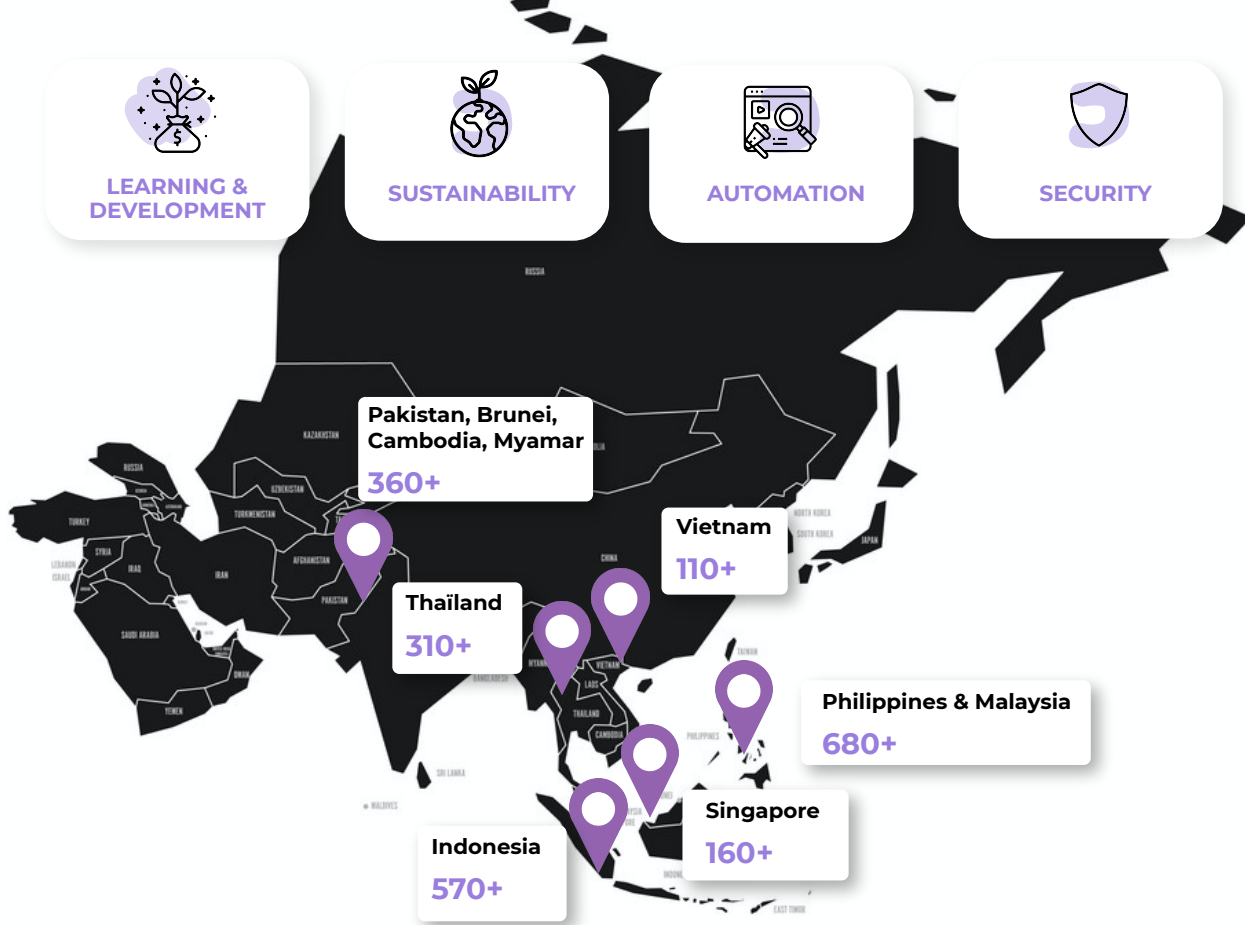 LEARNING &
DEVELOPMENT
SUSTAINABILITY
AUTOMATION
SECURITY
RUSSIA
Pakistan, Brunei,
Cambodia, Myamar
360+
KAZAKHSTAN
RUSSIA
UZBEKISTAN
TURKMENISTAN
TURKEY
NORTH KOREA
SOUTH KOREA
JAPAN
Vietnam
110+
SYRIA
LEBANON
ISRAEL
IRAQ
IRAN
AFGHANISTAN
CHINA
PAKISTAN
Thaïland
310+
SAUDI ARABIA
OMAN
YEMEN
BANGLADESH
VIETNAM
LAOS
THAILAND
CAMBODIA
TAIWAN
PHILIPPINES
Philippines & Malaysia
680+
SRI LANKA
MALDIVES
Singapore
160+
Indonesia
570+
EAST TIMOR